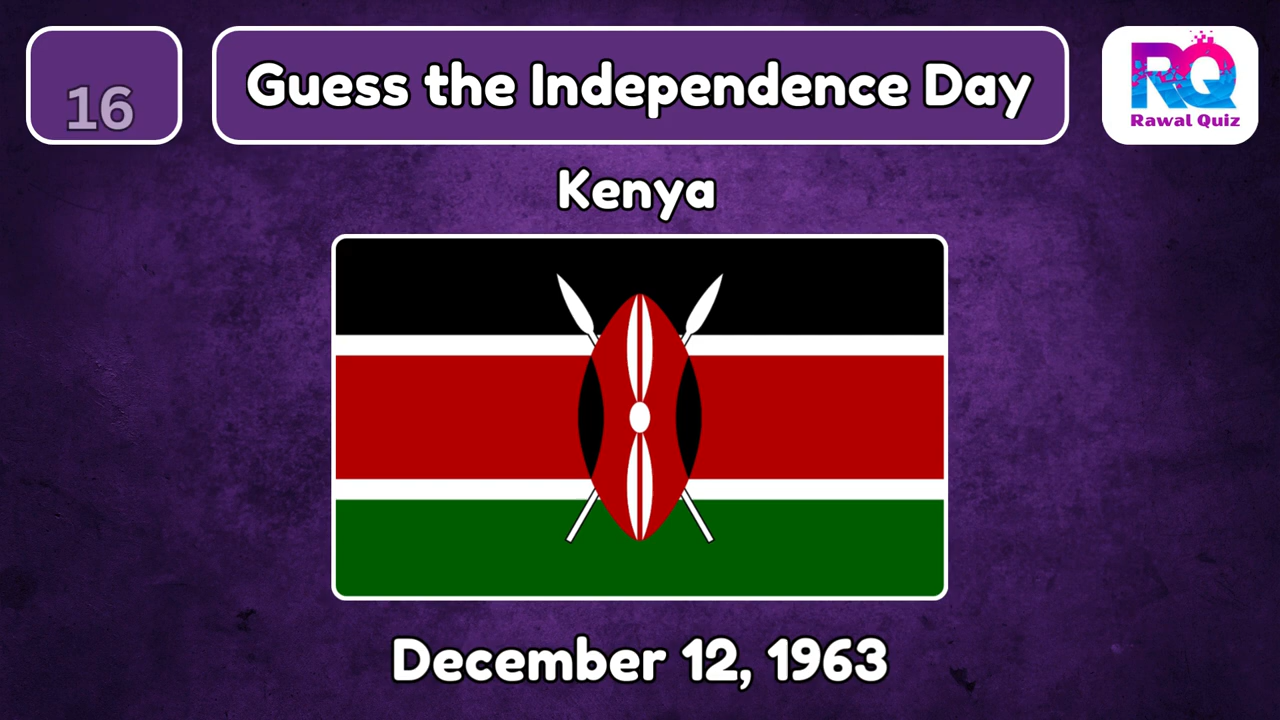 16
Guess the Independence Day
RQ
Rawal Quiz
Kenya
December 12, 1963